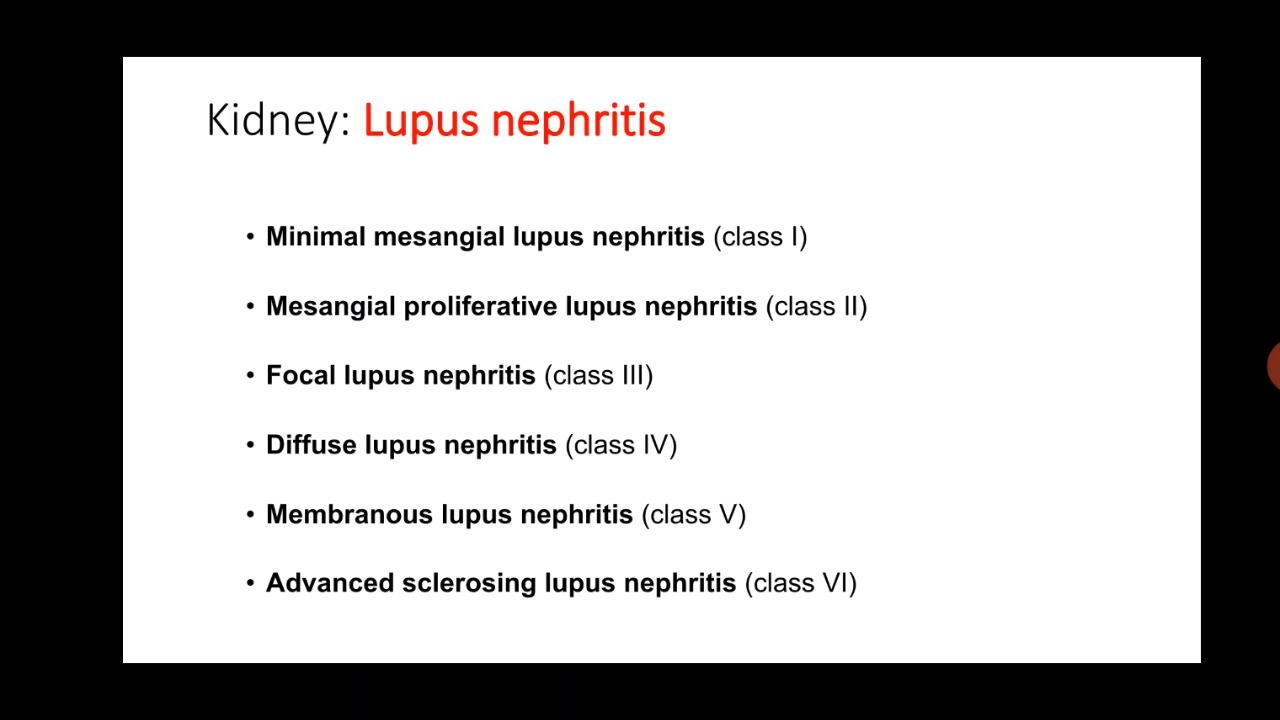 Kidney: Lupus nephritis
• Minimal mesangial lupus nephritis (class I)
• Mesangial proliferative lupus nephritis (class II)
• Focal lupus nephritis (class III)
• Diffuse lupus nephritis (class IV)
• Membranous lupus nephritis (class V)
• Advanced sclerosing lupus nephritis (class VI)